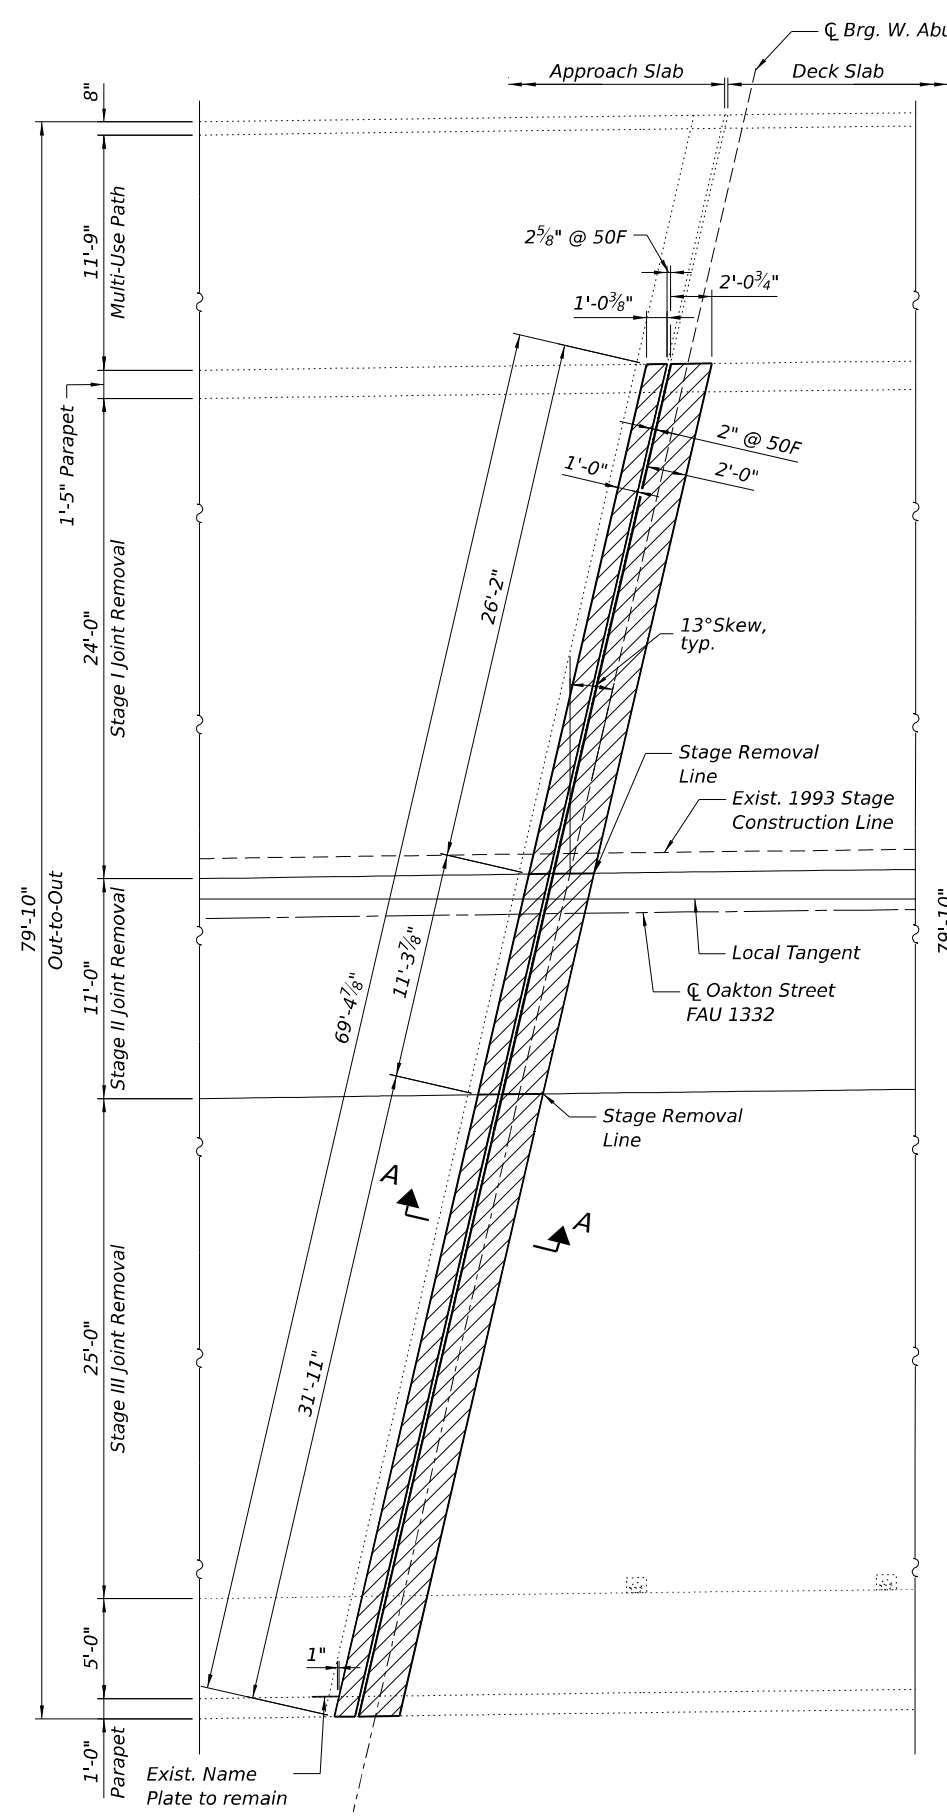 ℄ Brg. W. Abu
Approach Slab
Deck Slab
8"
11'-9"
Multi-Use Path
2⅝" @ 50F
2'-0¾"
1'-0⅜"
1'-5" Parapet
2" @ 50F
1'-0"
2'-0"
26'-2"
24'-0"
Stage I Joint Removal
13° Skew,
typ.
Stage Removal
Line
Exist. 1993 Stage
Construction Line
79'-10"
Out-to-Out
79'-10"
11'-0"
Stage II Joint Removal
11'-3⅞"
69'-4⅞"
Local Tangent
℄ Oakton Street
FAU 1332
Stage Removal
Line
A
A
25'-0"
Stage III Joint Removal
31'-11"
5'-0"
1"
1'-0"
Parapet
Exist. Name
Plate to remain